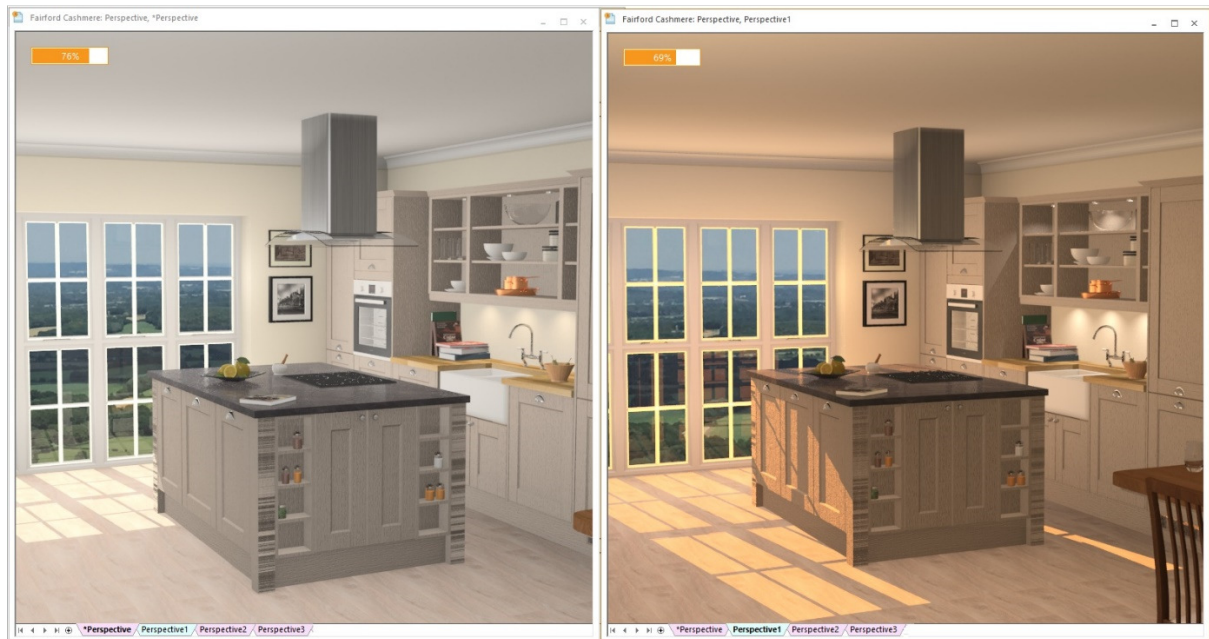 Fairford Cashmere: Perspective, *Perspective
76%
*Perspective Perspective1 Perspective2 Perspective3
Fairford Cashmere: Perspective, Perspective1
69%
*Perspective Perspective1 Perspective2 Perspective3